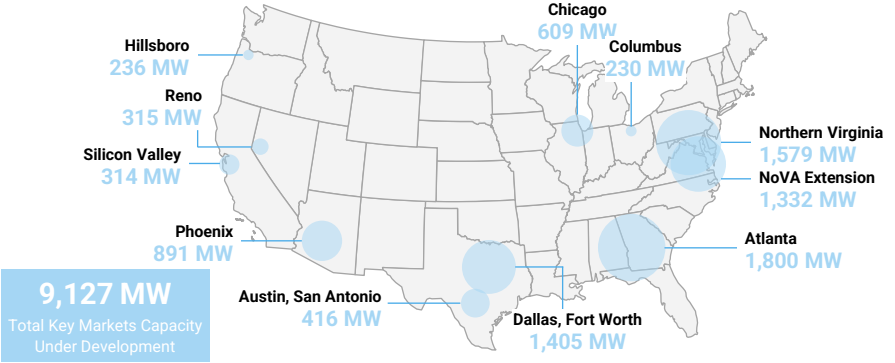 Chicago
609 MW
Columbus
230 MW
Hillsboro
236 MW
Reno
315 MW
Silicon Valley
314 MW
Northern Virginia
1,579 MW
NoVA Extension
1,332 MW
Phoenix
891 MW
Atlanta
1,800 MW
Austin, San Antonio
416 MW
Dallas, Fort Worth
1,405 MW
9,127 MW
Total Key Markets Capacity
Under Development